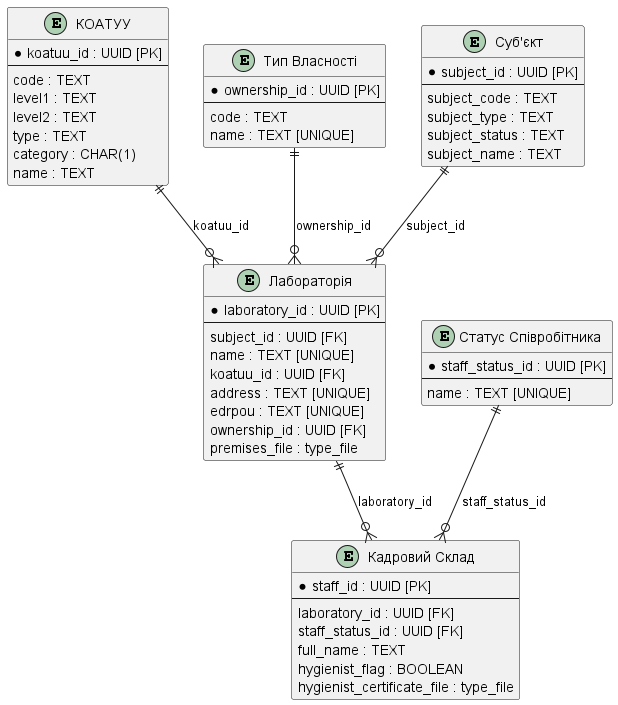 E КОАТУУ
* koatuu_id : UUID [PK]
code : TEXT
level1 : TEXT
level2 : TEXT
type : TEXT
category : CHAR(1)
name : TEXT
E Тип Власності
* ownership_id : UUID [PK]
code : TEXT
name : TEXT [UNIQUE]
E Суб'єкт
* subject_id : UUID [PK]
subject_code : TEXT
subject_type : TEXT
subject_status : TEXT
subject_name : TEXT
koatuu_id
ownership_id
subject_id
E Лабораторія
* laboratory_id : UUID [PK]
subject_id : UUID [FK]
name : TEXT [UNIQUE]
koatuu_id : UUID [FK]
address : TEXT [UNIQUE]
edrpou : TEXT [UNIQUE]
ownership_id : UUID [FK]
premises_file : type_file
E Статус Співробітника
* staff_status_id : UUID [PK]
name : TEXT [UNIQUE]
laboratory_id
staff_status_id
E Кадровий Склад
* staff_id : UUID [PK]
laboratory_id : UUID [FK]
staff_status_id : UUID [FK]
full_name : TEXT
hygienist_flag : BOOLEAN
hygienist_certificate_file : type_file